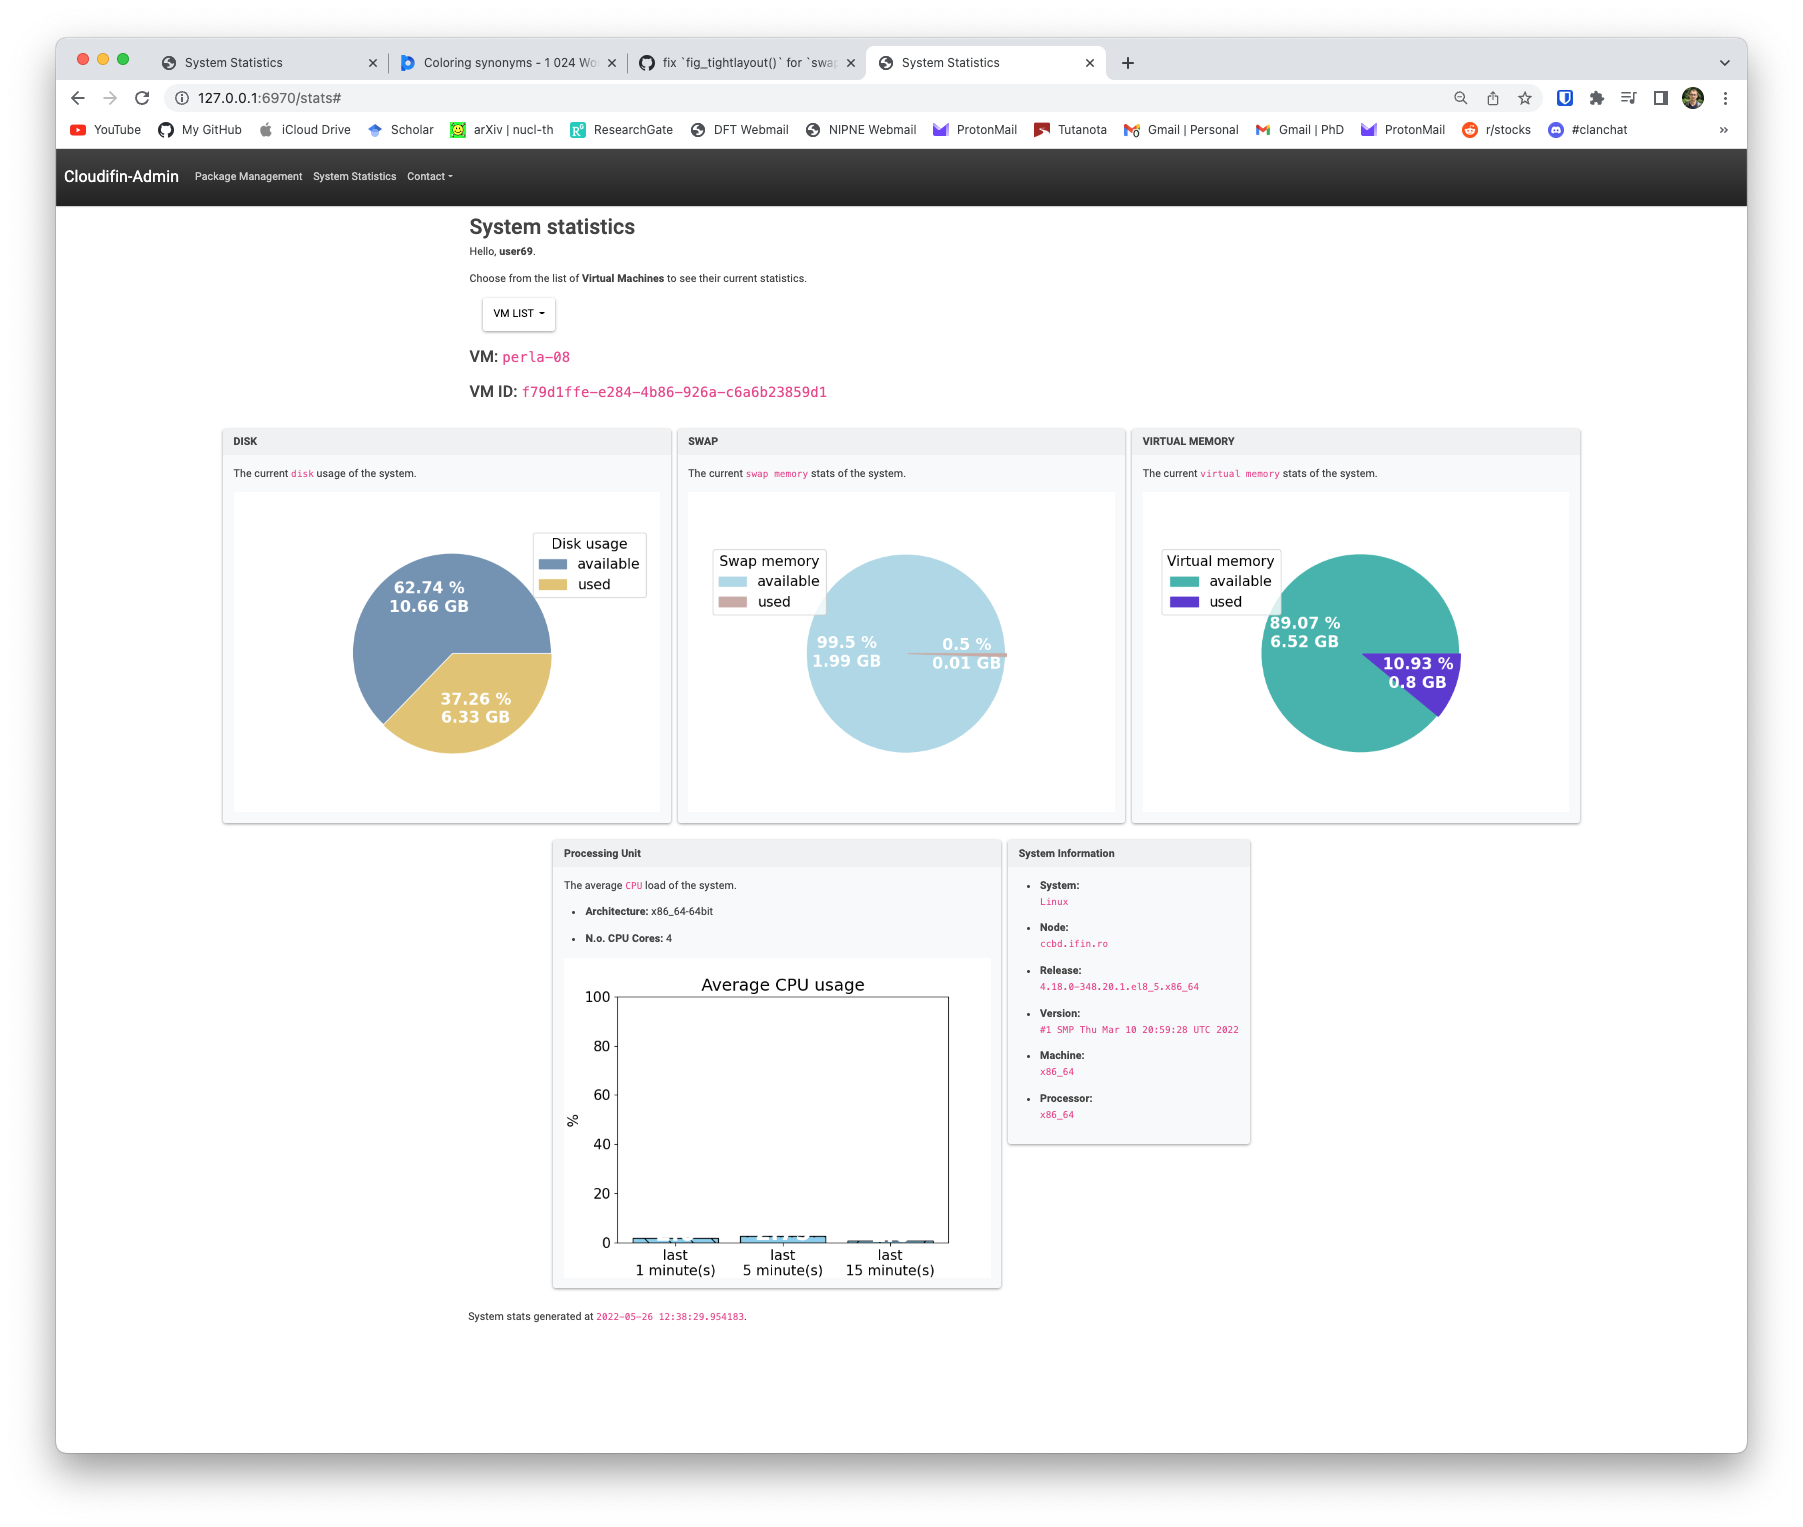 System Statistics
Coloring synonyms - 1 024 Wo
fix `fig_tightlayout()` for `swa
System Statistics
127.0.0.1:6970/stats#
YouTube My GitHub iCloud Drive Scholar arXiv | nucl-th ResearchGate DFT Webmail NIPNE Webmail ProtonMail Tutanota Gmail | Personal Gmail | PhD ProtonMail r/stocks #clanchat »
Cloudifin-Admin Package Management System Statistics Contact
System statistics
Hello, user69.
Choose from the list of Virtual Machines to see their current statistics.
VM LIST
VM: perla-08
VM ID: f79d1ffe-e284-4b86-926a-c6a6b23859d1
DISK
The current disk usage of the system.
Disk usage
available
used
62.74 %
10.66 GB
37.26 %
6.33 GB
SWAP
The current swap memory stats of the system.
Swap memory
available
used
99.5 %
1.99 GB
0.5 %
0.01 GB
VIRTUAL MEMORY
The current virtual memory stats of the system.
Virtual memory
available
used
89.07 %
6.52 GB
10.93 %
0.8 GB
Processing Unit
The average CPU load of the system.
• Architecture: x86_64-64bit
• N.o. CPU Cores: 4
Average CPU usage
100
80
60
%
40
20
0
last
1 minute(s)
last
5 minute(s)
last
15 minute(s)
System Information
• System:
Linux
• Node:
ccbd.ifin.ro
• Release:
4.18.0-348.20.1.el8_5.x86_64
• Version:
#1 SMP Thu Mar 10 20:59:28 UTC 2022
• Machine:
x86_64
• Processor:
x86_64
System stats generated at 2022-05-26 12:38:29.954183.